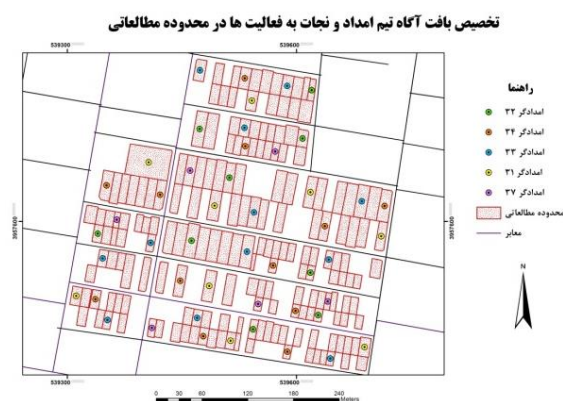 تخصیص بافت آگاه تیم امداد و نجات به فعالیت ها در محدوده مطالعاتی
539300
539600
راهنما
امدادگر ۳۲
امدادگر ۳۴
امدادگر ۳۳
امدادگر ۳۱
امدادگر ۳۷
محدوده مطالعاتی
معابر
3957600
3957600
N
539300
539600
0 30 60 120 180 240
Meters